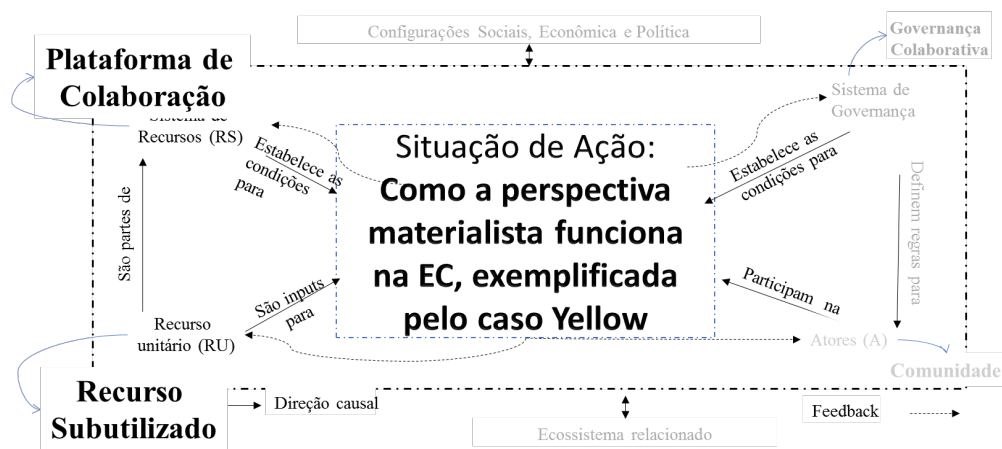 Configurações Sociais, Econômica e Política
Governança
Colaborativa
Plataforma de
Colaboração
Sistema de
Recursos (RS)
Sistema de
Governança
Estabelece as
condições
para
Situação de Ação:
Como a perspectiva
materialista funciona
na EC, exemplificada
pelo caso Yellow
Estabelece as
condições para
São partes de
Definem regras para
São inputs
para
Participam na
Recurso
unitário (RU)
Atores (A)
Comunidade
Recurso
Subutilizado
Direção causal
Ecossistema relacionado
Feedback